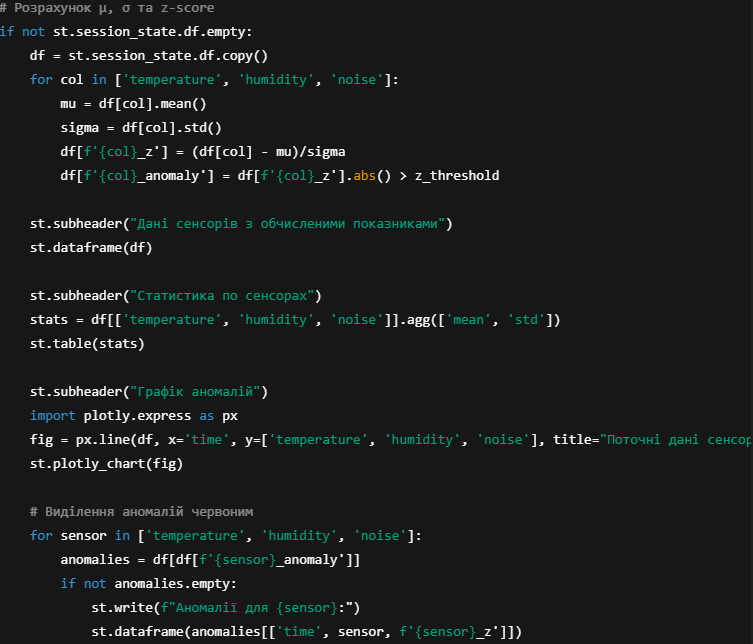 # Розрахунок μ, σ та z-score
if not st.session_state.df.empty:
    df = st.session_state.df.copy()
    for col in ['temperature', 'humidity', 'noise']:
        mu = df[col].mean()
        sigma = df[col].std()
        df[f'{col}_z'] = (df[col] - mu)/sigma
        df[f'{col}_anomaly'] = df[f'{col}_z'].abs() > z_threshold

    st.subheader("Дані сенсорів з обчисленими показниками")
    st.dataframe(df)

    st.subheader("Статистика по сенсорах")
    stats = df[['temperature', 'humidity', 'noise']].agg(['mean', 'std'])
    st.table(stats)

    st.subheader("Графік аномалій")
    import plotly.express as px
    fig = px.line(df, x='time', y=['temperature', 'humidity', 'noise'], title="Поточні дані сенсор
    st.plotly_chart(fig)

    # Виділення аномалій червоним
    for sensor in ['temperature', 'humidity', 'noise']:
        anomalies = df[df[f'{sensor}_anomaly']]
        if not anomalies.empty:
            st.write(f"Аномалії для {sensor}:")
            st.dataframe(anomalies[['time', sensor, f'{sensor}_z']])